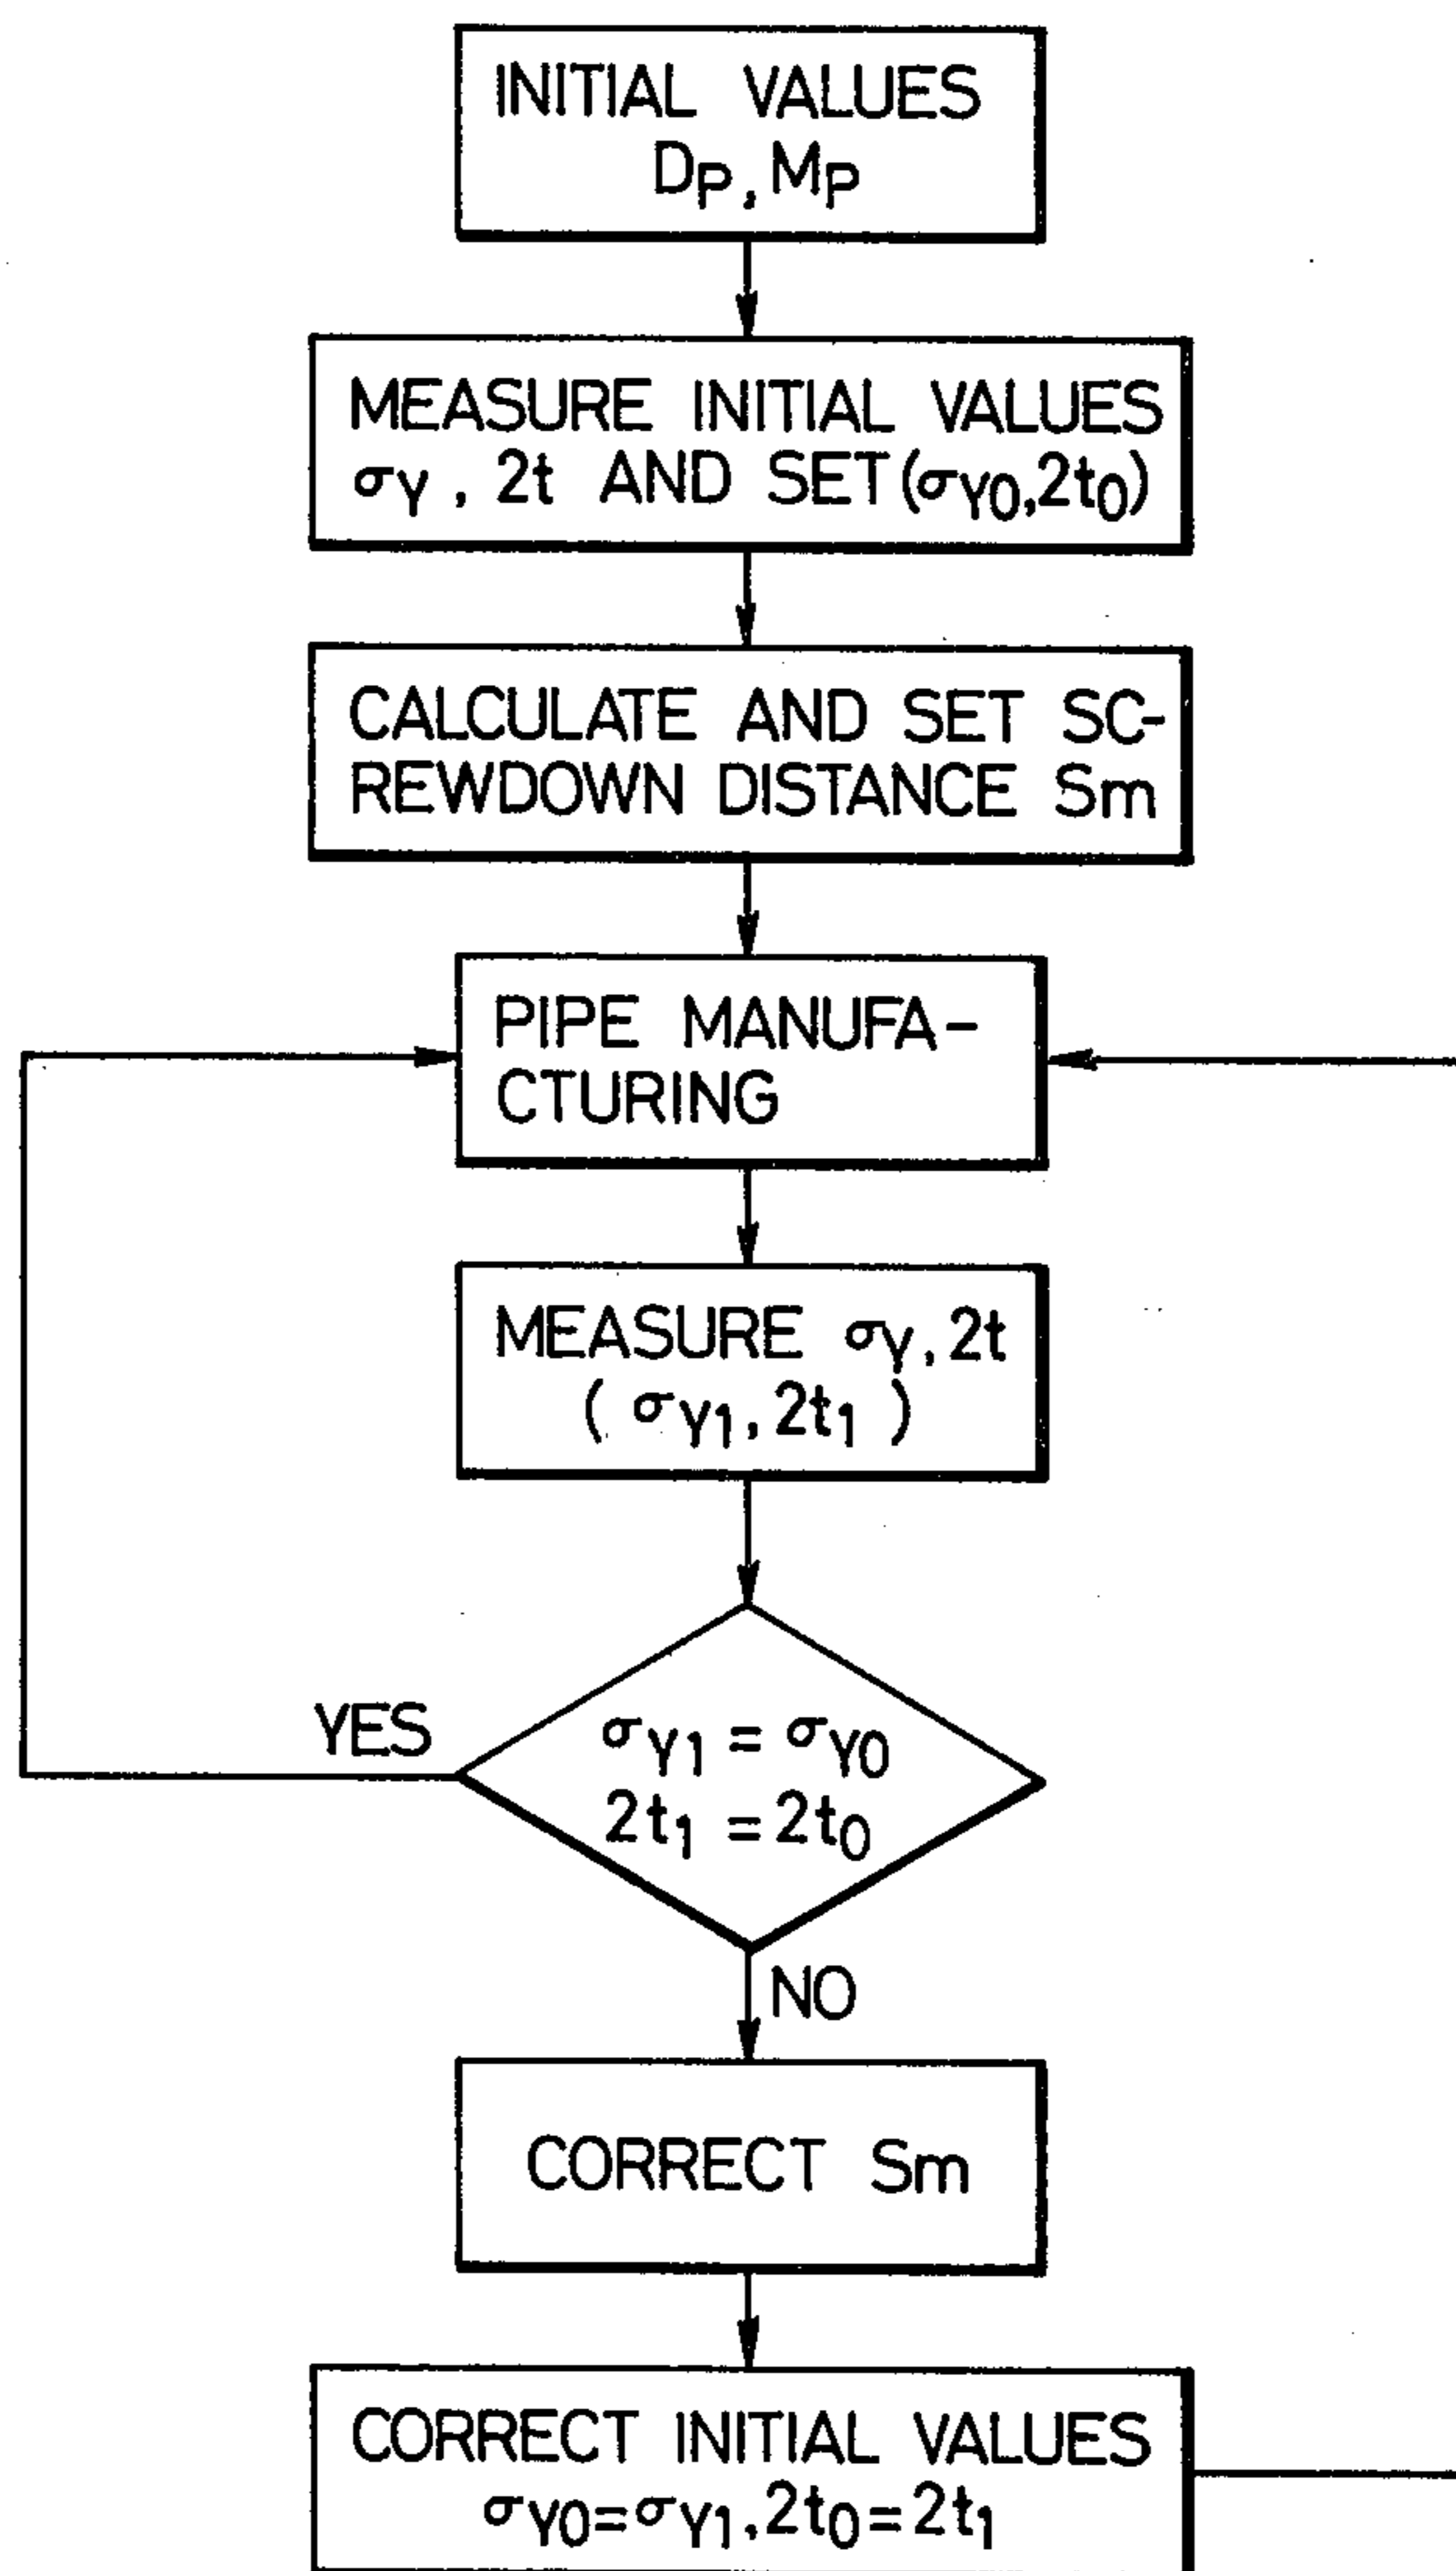 INITIAL VALUES
DP, MP
MEASURE INITIAL VALUES
σY, 2t AND SET (σY0, 2t0)
CALCULATE AND SET SC-
REWDOWN DISTANCE Sm
PIPE MANUFA-
CTURING
MEASURE σY, 2t
( σY1, 2t1 )
YES
σY1 = σY0
2t1 = 2t0
NO
CORRECT Sm
CORRECT INITIAL VALUES
σY0=σY1, 2t0=2t1